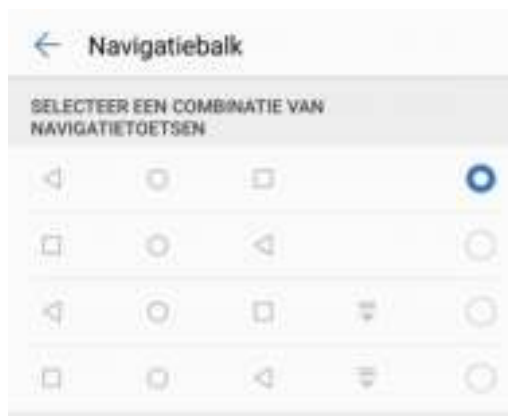 Navigatiebalk
SELECTEER EEN COMBINATIE VAN
NAVIGATIETOETSEN